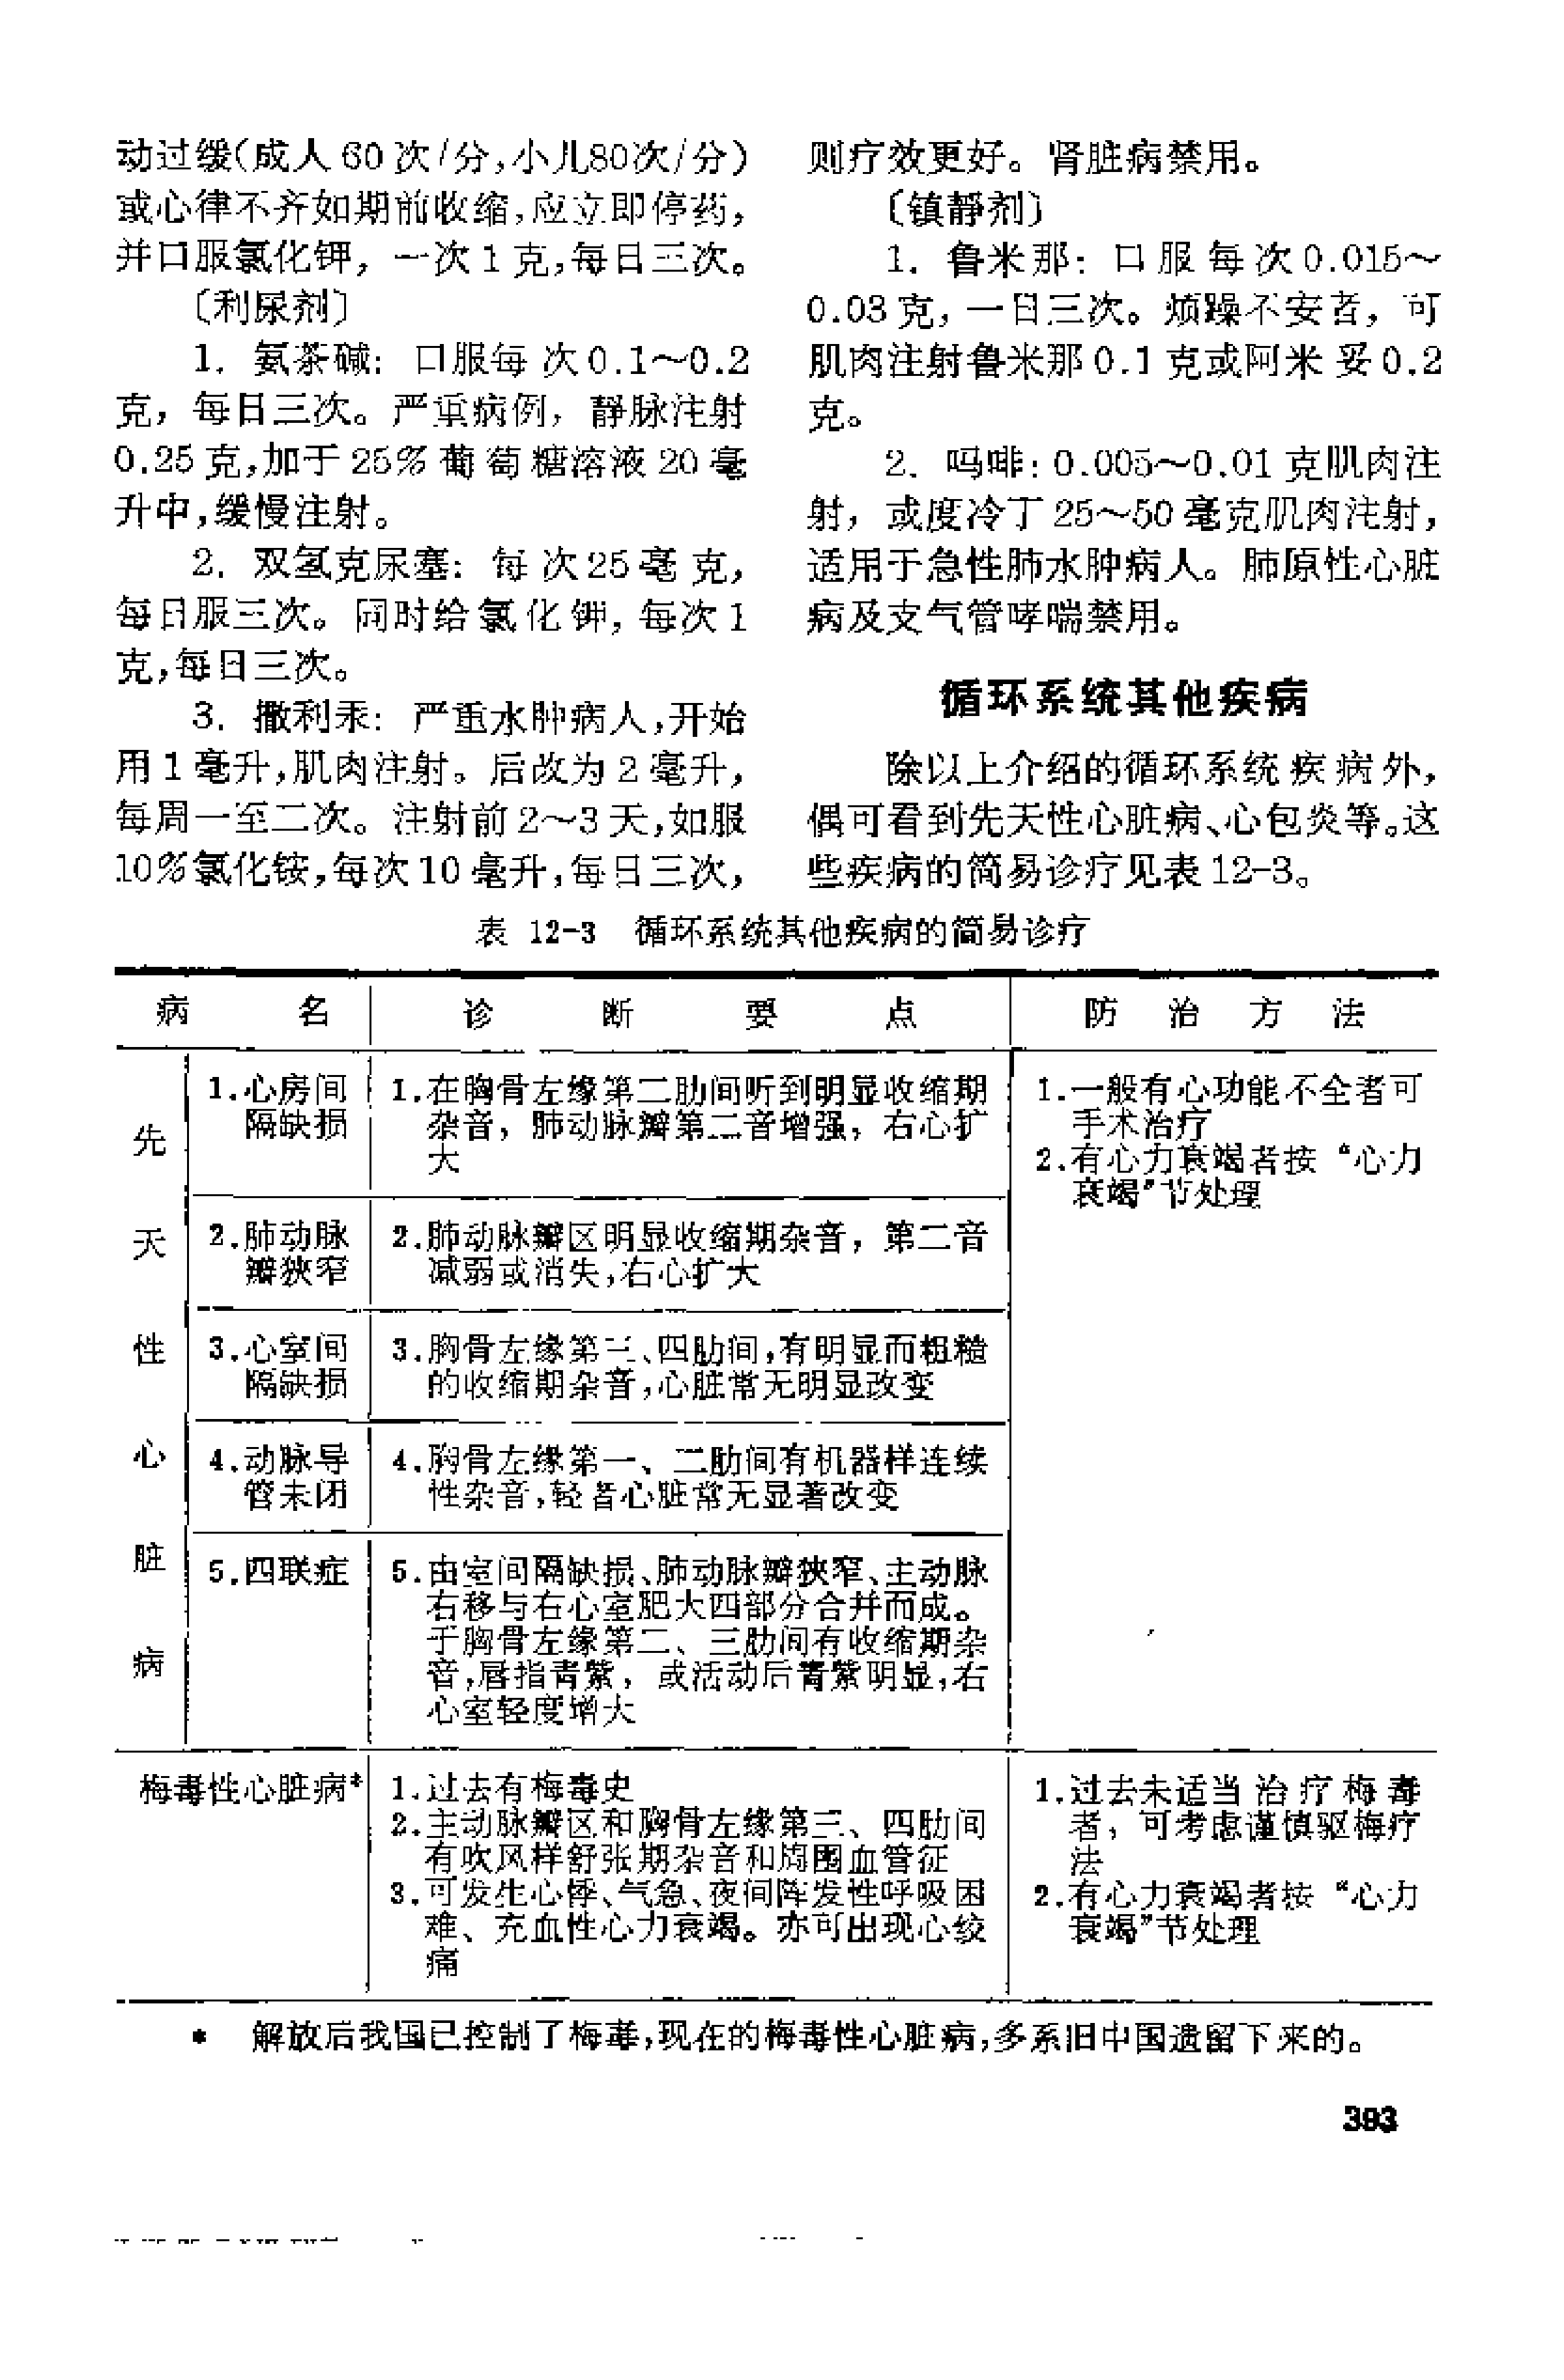 动过缓(成人60次/分,小儿80次/分)
或心律不齐如期前收缩,应立即停药,
并口服氯化钾,一次1克,每日三次。
〔利尿剂〕
1. 氨茶碱：口服每次0.1～0.2
克，每日三次。严重病例，静脉注射
0.25克,加于25%葡萄糖溶液20毫
升中,缓慢注射。
2. 双氢克尿塞：每次25毫克,
每日服三次。同时给氯化钾,每次1
克,每日三次。
3. 撒利汞：严重水肿病人,开始
用1毫升,肌肉注射。后改为2毫升,
每周一至二次。注射前2～3天,如服
10%氯化铵,每次10毫升,每日三次,
则疗效更好。肾脏病禁用。
〔镇静剂〕
1. 鲁米那：口服每次0.015～
0.03克，一日三次。烦躁不安者，可
肌肉注射鲁米那0.1克或阿米妥0.2
克。
2. 吗啡：0.005～0.01克肌肉注
射，或度冷丁25～50毫克肌肉注射,
适用于急性肺水肿病人。肺原性心脏
病及支气管哮喘禁用。
循环系统其他疾病
除以上介绍的循环系统疾病外,
偶可看到先天性心脏病、心包炎等。这
些疾病的简易诊疗见表12-3。
表 12-3 循环系统其他疾病的简易诊疗
病名 诊断要点 防治方法
先天性心脏病
1.心房间
隔缺损
1.在胸骨左缘第二肋间听到明显收缩期
杂音，肺动脉瓣第二音增强，右心扩
大
1.一般有心功能不全者可
手术治疗
2.有心力衰竭者按“心力
衰竭”节处理
2.肺动脉
瓣狭窄
2.肺动脉瓣区明显收缩期杂音，第二音
减弱或消失,右心扩大
3.心室间
隔缺损
3.胸骨左缘第三、四肋间,有明显而粗糙
的收缩期杂音,心脏常无明显改变
4.动脉导
管未闭
4.胸骨左缘第一、二肋间有机器样连续
性杂音,轻者心脏常无显著改变
5.四联症
5.由室间隔缺损、肺动脉瓣狭窄、主动脉
右移与右心室肥大四部分合并而成。
于胸骨左缘第二、三肋间有收缩期杂
音,唇指青紫，或活动后青紫明显,右
心室轻度增大
梅毒性心脏病*
1.过去有梅毒史
2.主动脉瓣区和胸骨左缘第三、四肋间
有吹风样舒张期杂音和周围血管征
3.可发生心悸、气急、夜间阵发性呼吸困
难、充血性心力衰竭。亦可出现心绞
痛
1.过去未适当治疗梅毒
者，可考虑谨慎驱梅疗
法
2.有心力衰竭者按“心力
衰竭”节处理
* 解放后我国已控制了梅毒,现在的梅毒性心脏病,多系旧中国遗留下来的。
393